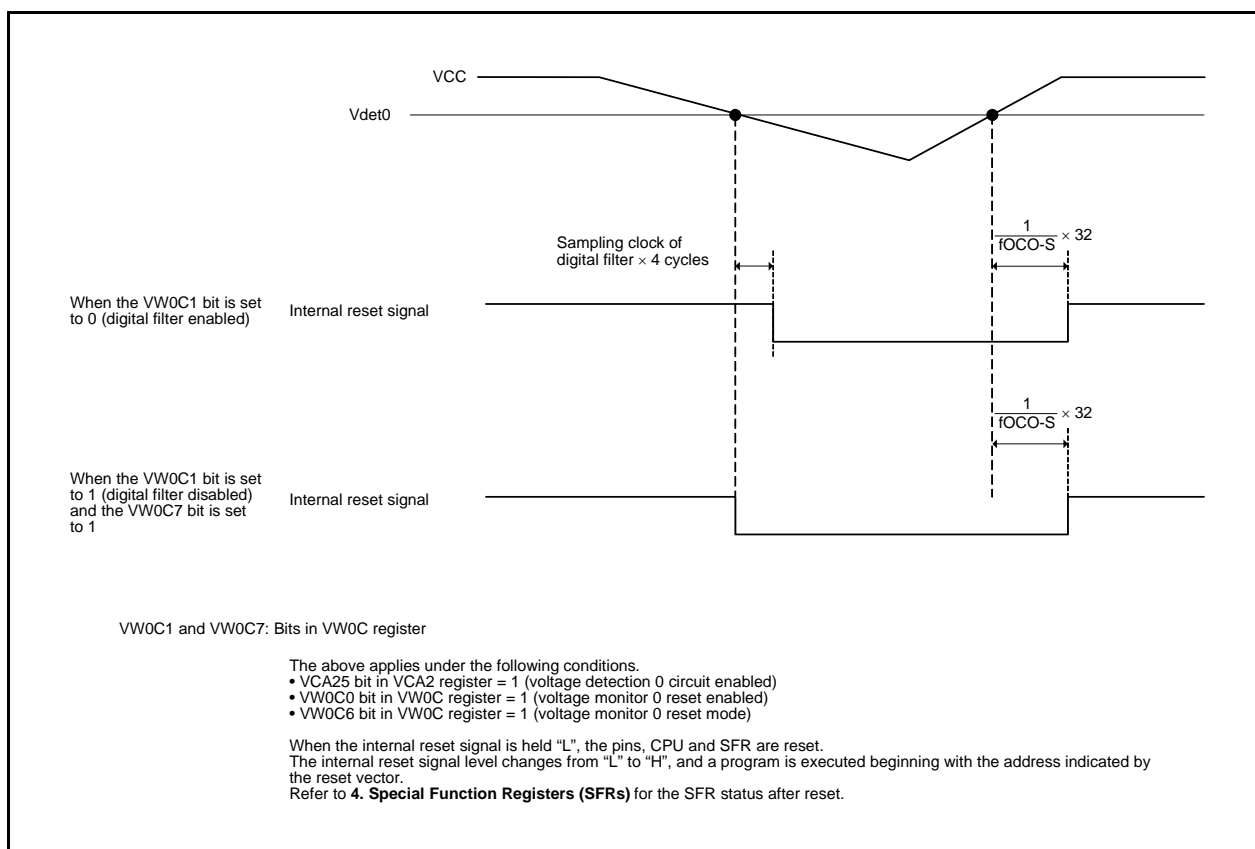 VCC
Vdet0
Sampling clock of
digital filter × 4 cycles
1
fOCO-S
× 32
When the VW0C1 bit is set
to 0 (digital filter enabled)
Internal reset signal
1
fOCO-S
× 32
When the VW0C1 bit is set
to 1 (digital filter disabled)
and the VW0C7 bit is set
to 1
Internal reset signal
VW0C1 and VW0C7: Bits in VW0C register
The above applies under the following conditions.
• VCA25 bit in VCA2 register = 1 (voltage detection 0 circuit enabled)
• VW0C0 bit in VW0C register = 1 (voltage monitor 0 reset enabled)
• VW0C6 bit in VW0C register = 1 (voltage monitor 0 reset mode)
When the internal reset signal is held “L”, the pins, CPU and SFR are reset.
The internal reset signal level changes from “L” to “H”, and a program is executed beginning with the address indicated by
the reset vector.
Refer to 4. Special Function Registers (SFRs) for the SFR status after reset.